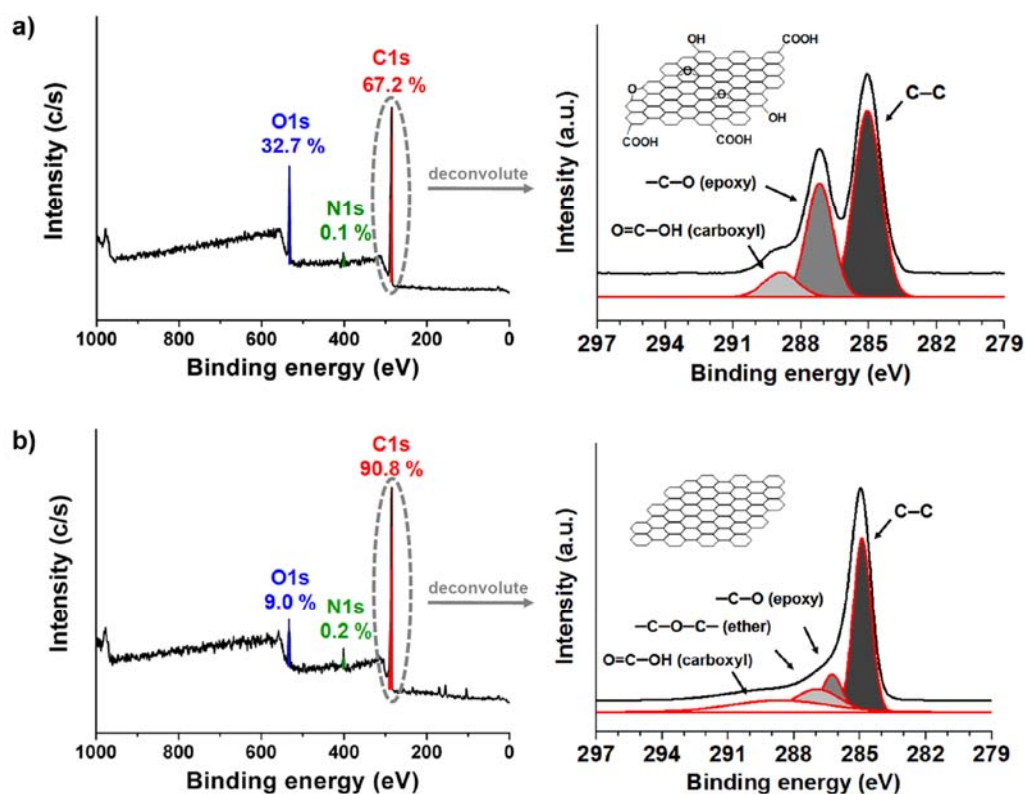 a)
Intensity (c/s)
O1s
32.7 %
N1s
0.1 %
C1s
67.2 %
deconvolute
1000 800 600 400 200 0
Binding energy (eV)
Intensity (a.u.)
OH
COOH
O
O
O
OH
COOH
COOH
C–C
–C–O (epoxy)
O=C–OH (carboxyl)
297 294 291 288 285 282 279
Binding energy (eV)
b)
Intensity (c/s)
O1s
9.0 %
N1s
0.2 %
C1s
90.8 %
deconvolute
1000 800 600 400 200 0
Binding energy (eV)
Intensity (a.u.)
C–C
–C–O (epoxy)
–C–O–C– (ether)
O=C–OH (carboxyl)
297 294 291 288 285 282 279
Binding energy (eV)